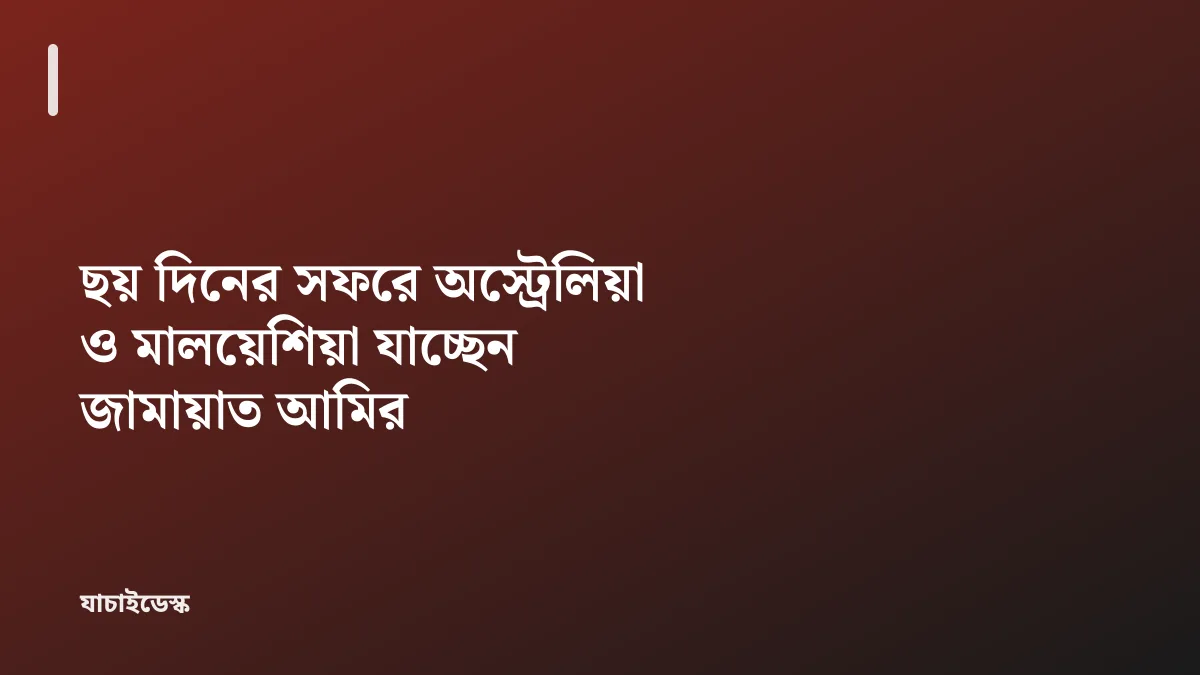 ছয় দিনের সফরে অস্ট্রেলিয়া
ও মালয়েশিয়া যাচ্ছেন
জামায়াত আমির
যাচাইডেস্ক